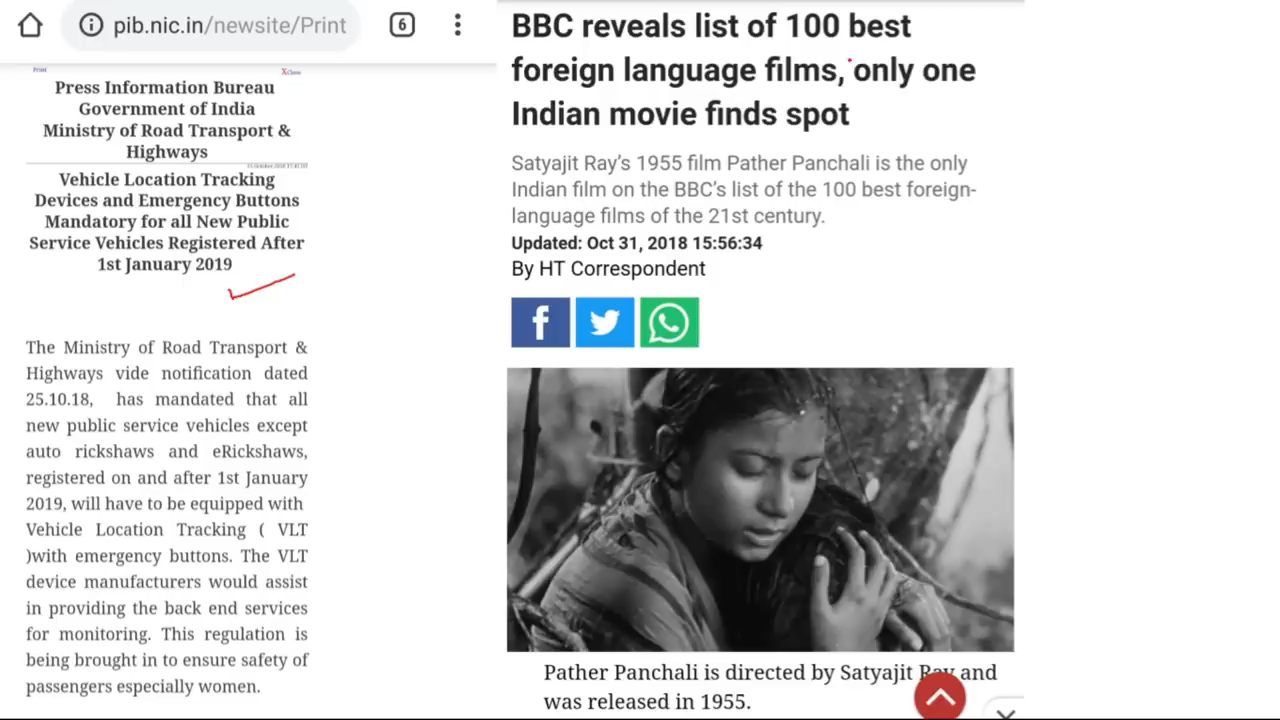 pib.nic.in/newsite/Print
6
Print
XClose
Press Information Bureau
Government of India
Ministry of Road Transport &
Highways
Vehicle Location Tracking
Devices and Emergency Buttons
Mandatory for all New Public
Service Vehicles Registered After
1st January 2019
The Ministry of Road Transport &
Highways vide notification dated
25.10.18, has mandated that all
new public service vehicles except
auto rickshaws and eRickshaws,
registered on and after 1st January
2019, will have to be equipped with
Vehicle Location Tracking ( VLT
)with emergency buttons. The VLT
device manufacturers would assist
in providing the back end services
for monitoring. This regulation is
being brought in to ensure safety of
passengers especially women.
BBC reveals list of 100 best
foreign language films, only one
Indian movie finds spot
Satyajit Ray's 1955 film Pather Panchali is the only
Indian film on the BBC's list of the 100 best foreign-
language films of the 21st century.
Updated: Oct 31, 2018 15:56:34
By HT Correspondent
f
Pather Panchali is directed by Satyajit Ray and
was released in 1955.